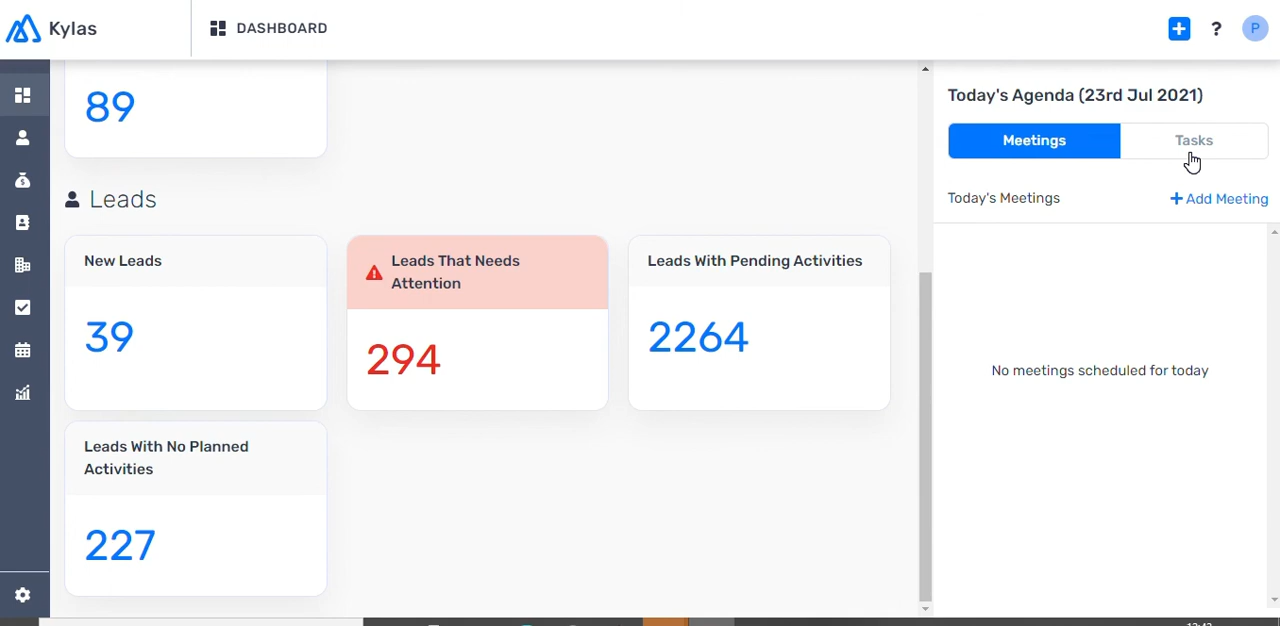 Kylas
DASHBOARD
?
P
89
Today's Agenda (23rd Jul 2021)
Meetings
Tasks
Today's Meetings
+ Add Meeting
Leads
New Leads
39
Leads That Needs
Attention
294
Leads With Pending Activities
2264
No meetings scheduled for today
Leads With No Planned
Activities
227